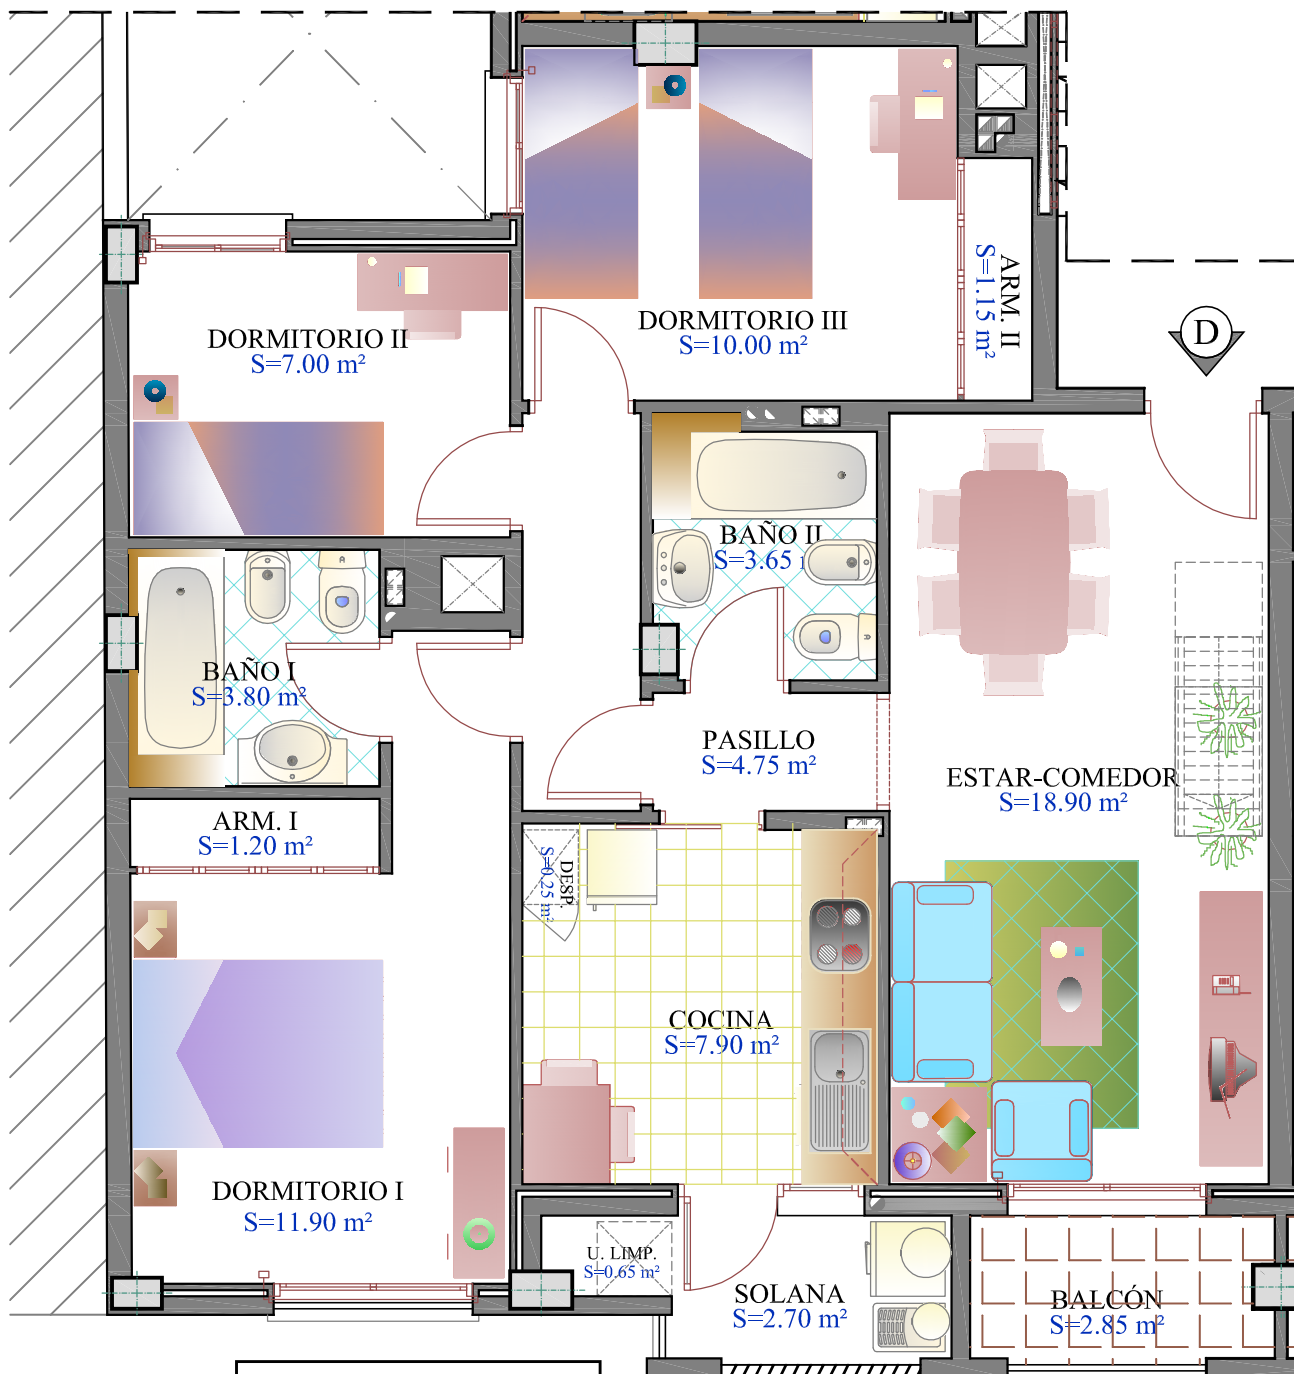 DORMITORIO II
S=7.00 m²
DORMITORIO III
S=10.00 m²
ARM. II
S=1.15 m²
D
BAÑO II
S=3.65
BAÑO I
S=3.80 m²
PASILLO
S=4.75 m²
ESTAR-COMEDOR
S=18.90 m²
ARM. I
S=1.20 m²
DESP.
S=0.25 m²
COCINA
S=7.90 m²
DORMITORIO I
S=11.90 m²
U. LIMP.
S=0.65 m²
SOLANA
S=2.70 m²
BALCÓN
S=2.85 m²